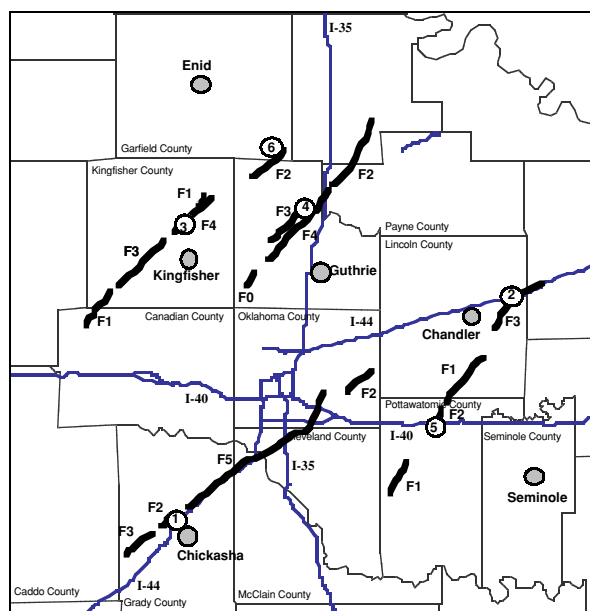 I-35
Enid
6
Garfield County
F2
F2
Kingfisher County
F1
3
F4
F3
4
F4
Payne County
Lincoln County
F3
Kingfisher
Guthrie
F0
2
F1
Canadian County
Oklahoma County
I-44
Chandler
F3
F1
F2
I-40
Pottawatomie County
F2
5
I-40
Cleveland County
Seminole County
F5
I-35
F1
Seminole
F2
1
F3
Chickasha
I-44
Caddo County
Grady County
McClain County